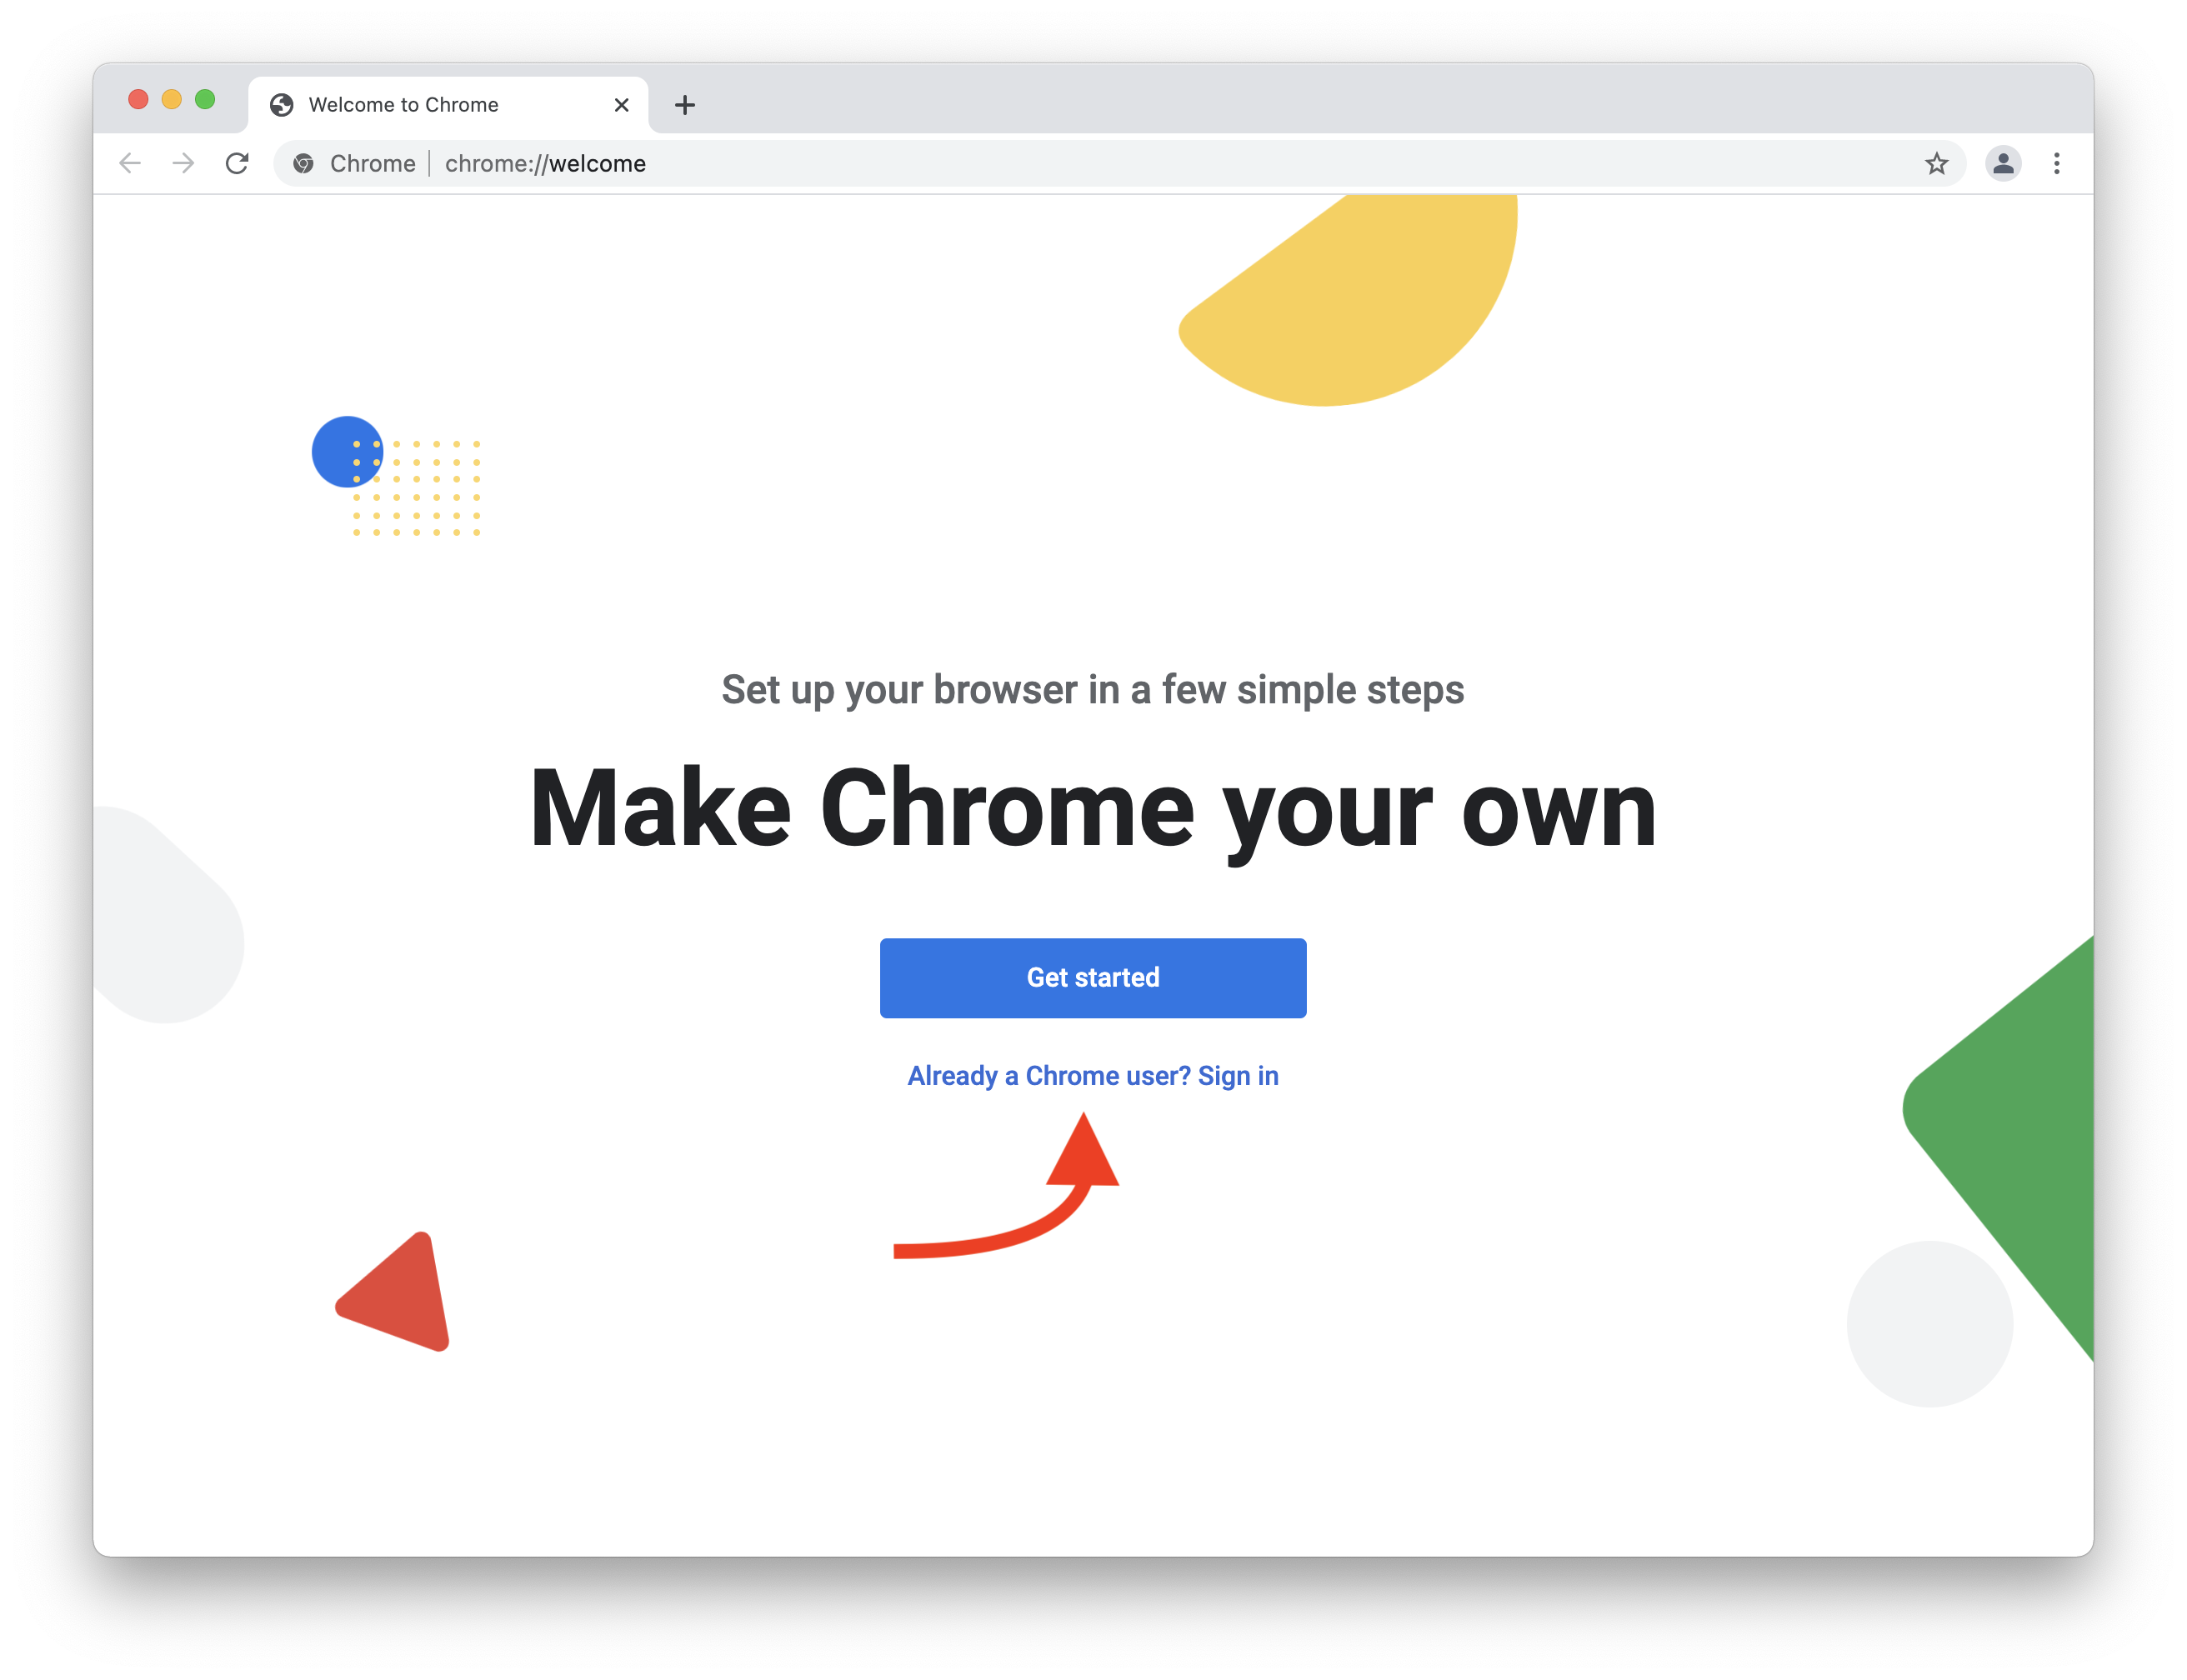 Welcome to Chrome
Chrome chrome://welcome
Set up your browser in a few simple steps
Make Chrome your own
Get started
Already a Chrome user? Sign in